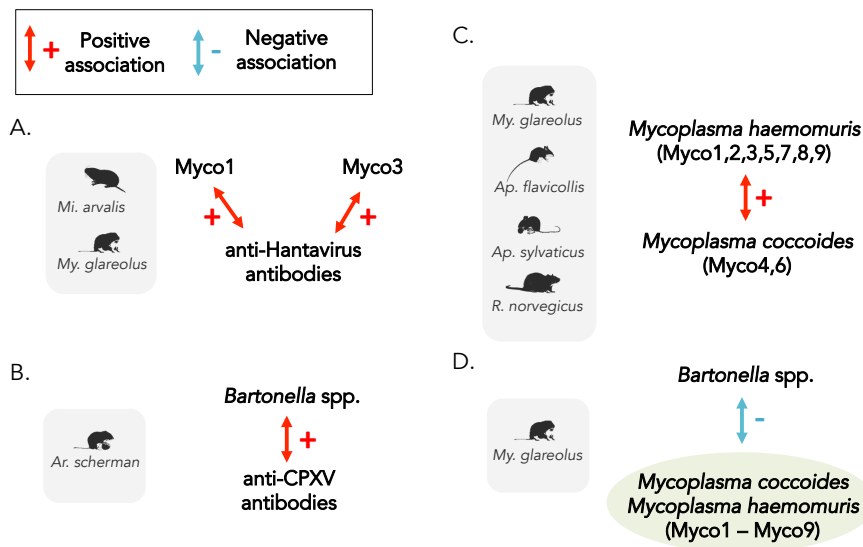 + Positive association
- Negative association
A.
Mi. arvalis
My. glareolus
Myco1
Myco3
+
+
anti-Hantavirus
antibodies
B.
Ar. scherman
Bartonella spp.
+
anti-CPXV
antibodies
C.
My. glareolus
Ap. flavicollis
Ap. sylvaticus
R. norvegicus
Mycoplasma haemomuris
(Myco1,2,3,5,7,8,9)
+
Mycoplasma coccoides
(Myco4,6)
D.
My. glareolus
Bartonella spp.
-
Mycoplasma coccoides
Mycoplasma haemomuris
(Myco1 – Myco9)